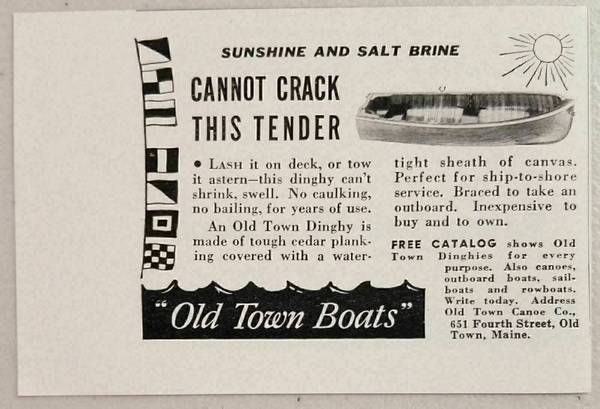 SUNSHINE AND SALT BRINE
CANNOT CRACK
THIS TENDER
• LASH it on deck, or tow
it astern—this dinghy can't
shrink, swell. No caulking,
no bailing, for years of use.
An Old Town Dinghy is
made of tough cedar plank-
ing covered with a water-
tight sheath of canvas.
Perfect for ship-to-shore
service. Braced to take an
outboard. Inexpensive to
buy and to own.
FREE CATALOG shows Old
Town Dinghies for every
purpose. Also canoes,
outboard boats, sail-
boats and rowboats.
Write today. Address
Old Town Canoe Co.,
651 Fourth Street, Old
Town, Maine.
"Old Town Boats"